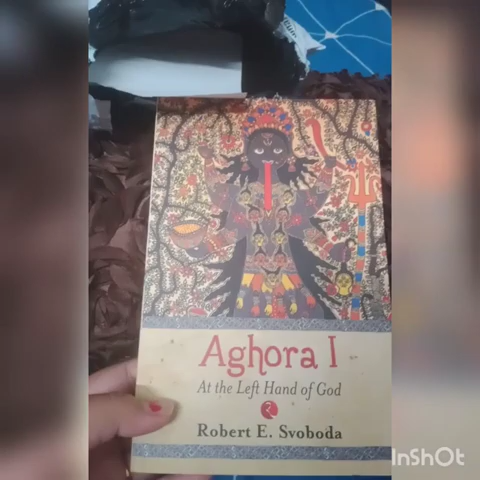 Aghora I
At the Left Hand of God
Robert E. Svoboda
InShOt